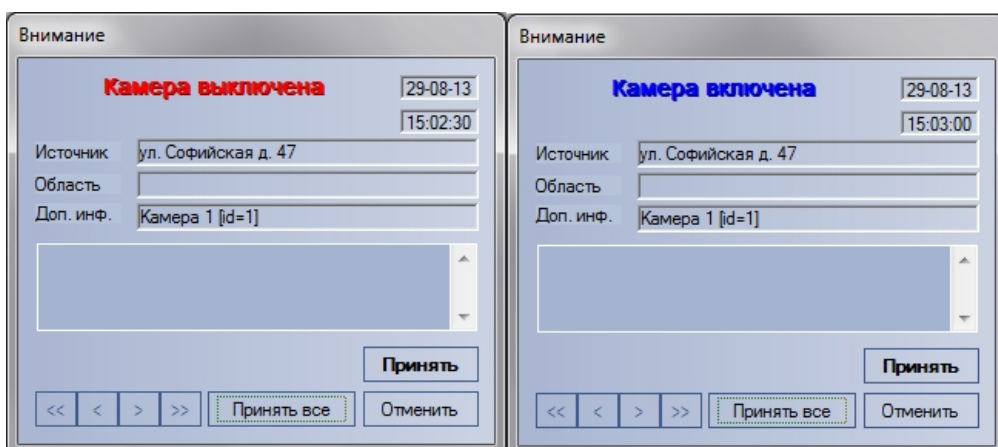 Внимание
Камера выключена
29-08-13
15:02:30
Источник
ул. Софийская д. 47
Область
Доп. инф.
Камера 1 [id=1]
Принять
<< < > >> Принять все Отменить
Внимание
Камера включена
29-08-13
15:03:00
Источник
ул. Софийская д. 47
Область
Доп. инф.
Камера 1 [id=1]
Принять
<< < > >> Принять все Отменить